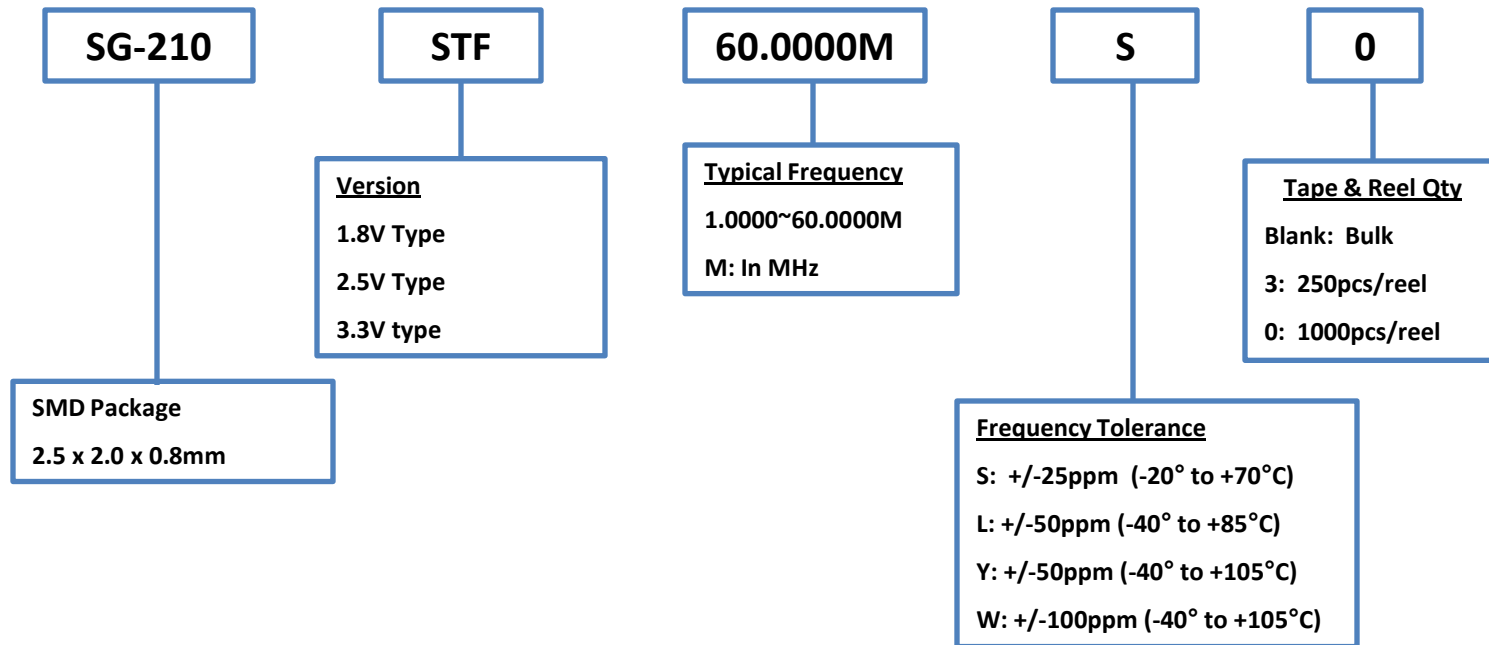 SG-210
STF
60.0000M
S
0
Version
1.8V Type
2.5V Type
3.3V type
Typical Frequency
1.0000~60.0000M
M: In MHz
Tape & Reel Qty
Blank: Bulk
3: 250pcs/reel
0: 1000pcs/reel
SMD Package
2.5 x 2.0 x 0.8mm
Frequency Tolerance
S: +/-25ppm (-20° to +70°C)
L: +/-50ppm (-40° to +85°C)
Y: +/-50ppm (-40° to +105°C)
W: +/-100ppm (-40° to +105°C)